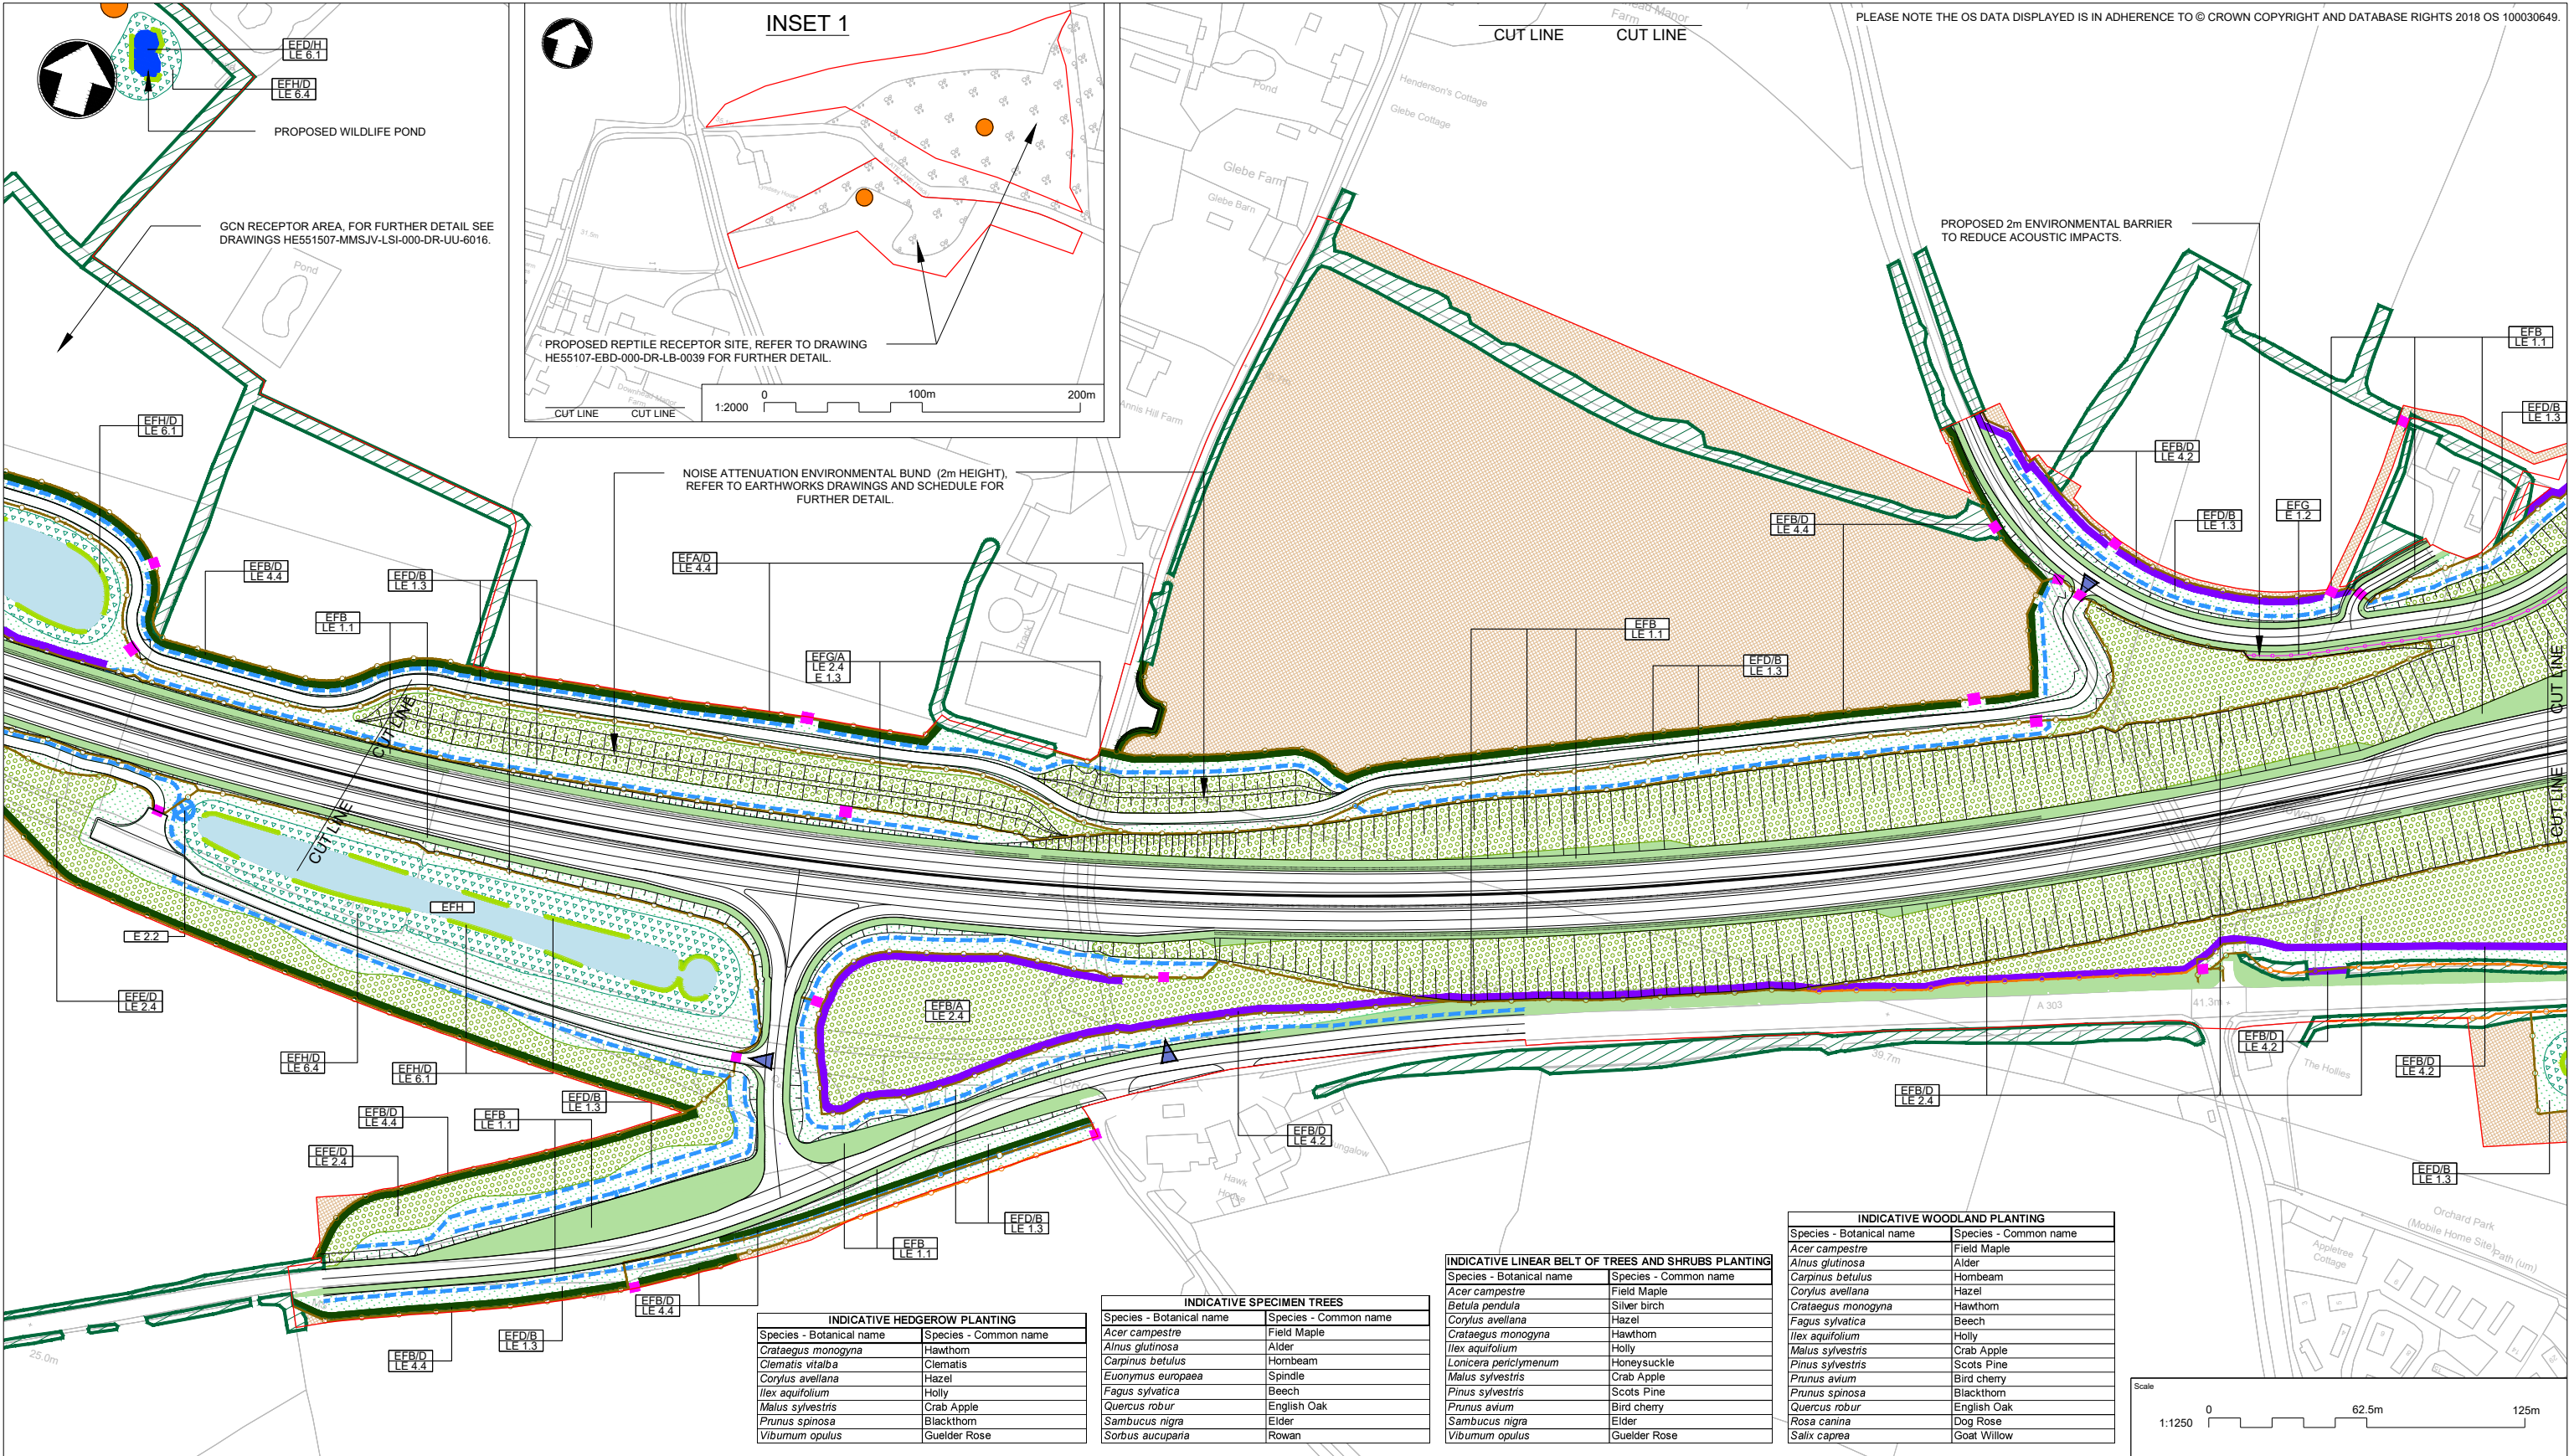 PLEASE NOTE THE OS DATA DISPLAYED IS IN ADHERENCE TO © CROWN COPYRIGHT AND DATABASE RIGHTS 2018 OS 100030649.
INSET 1
CUT LINE CUT LINE
EFD/H
LE 6.1
EFH/D
LE 6.4
PROPOSED WILDLIFE POND
GCN RECEPTOR AREA, FOR FURTHER DETAIL SEE
DRAWINGS HE551507-MMSJV-LSI-000-DR-UU-6016.
Pond
31.5m
PROPOSED REPTILE RECEPTOR SITE, REFER TO DRAWING
HE55107-EBD-000-DR-LB-0039 FOR FURTHER DETAIL.
Downhead Manor
Farm
CUT LINE CUT LINE
1:2000
0 100m 200m
Manor
Farm
Pond
Henderson's Cottage
Glebe Cottage
Glebe Farm
Glebe Barn
Annis Hill Farm
PROPOSED 2m ENVIRONMENTAL BARRIER
TO REDUCE ACOUSTIC IMPACTS.
EFB
LE 1.1
EFD/B
LE 1.3
EFB/D
LE 4.2
EFD/B
LE 1.3
EFG
E 1.2
EFH/D
LE 6.1
NOISE ATTENUATION ENVIRONMENTAL BUND (2m HEIGHT),
REFER TO EARTHWORKS DRAWINGS AND SCHEDULE FOR
FURTHER DETAIL.
EFB/D
LE 4.4
EFB/D
LE 4.4
EFD/B
LE 1.3
EFA/D
LE 4.4
EFB
LE 1.1
Track
EFG/A
LE 2.4
E 1.3
EFB
LE 1.1
EFD/B
LE 1.3
CUT LINE
CUT LINE
CUT LINE
CUT LINE
EFH
E 2.2
EFE/D
LE 2.4
EFB/A
LE 2.4
A 303
41.3m
39.7m
The Hollies
EFH/D
LE 6.4
EFH/D
LE 6.1
EFD/B
LE 1.3
EFB/D
LE 4.4
EFB
LE 1.1
EFE/D
LE 2.4
EFB/D
LE 4.2
EFB/D
LE 4.2
EFB/D
LE 4.2
EFB/D
LE 2.4
EFD/B
LE 1.3
Hawk
House
EFD/B
LE 1.3
EFB
LE 1.1
EFB/D
LE 4.4
EFD/B
LE 1.3
EFB/D
LE 4.4
25.0m
Orchard Park
(Mobile Home Site)
Path (um)
Appletree
Cottage
INDICATIVE HEDGEROW PLANTING
Species - Botanical name Species - Common name
Crataegus monogyna Hawthorn
Clematis vitalba Clematis
Corylus avellana Hazel
Ilex aquifolium Holly
Malus sylvestris Crab Apple
Prunus spinosa Blackthorn
Viburnum opulus Guelder Rose
INDICATIVE SPECIMEN TREES
Species - Botanical name Species - Common name
Acer campestre Field Maple
Alnus glutinosa Alder
Carpinus betulus Hornbeam
Euonymus europaea Spindle
Fagus sylvatica Beech
Quercus robur English Oak
Sambucus nigra Elder
Sorbus aucuparia Rowan
INDICATIVE LINEAR BELT OF TREES AND SHRUBS PLANTING
Species - Botanical name Species - Common name
Acer campestre Field Maple
Betula pendula Silver birch
Corylus avellana Hazel
Crataegus monogyna Hawthorn
Ilex aquifolium Holly
Lonicera periclymenum Honeysuckle
Malus sylvestris Crab Apple
Pinus sylvestris Scots Pine
Prunus avium Bird cherry
Sambucus nigra Elder
Viburnum opulus Guelder Rose
INDICATIVE WOODLAND PLANTING
Species - Botanical name Species - Common name
Acer campestre Field Maple
Alnus glutinosa Alder
Carpinus betulus Hornbeam
Corylus avellana Hazel
Crataegus monogyna Hawthorn
Fagus sylvatica Beech
Ilex aquifolium Holly
Malus sylvestris Crab Apple
Pinus sylvestris Scots Pine
Prunus avium Bird cherry
Prunus spinosa Blackthorn
Quercus robur English Oak
Rosa canina Dog Rose
Salix caprea Goat Willow
Scale
1:1250
0 62.5m 125m